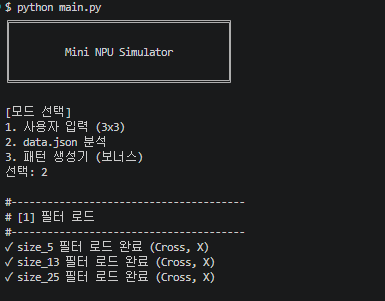 $ python main.py
Mini NPU Simulator
[모드 선택]
1. 사용자 입력 (3x3)
2. data.json 분석
3. 패턴 생성기 (보너스)
선택: 2
#---------------------------------------
# [1] 필터 로드
#---------------------------------------
✓ size_5 필터 로드 완료 (Cross, X)
✓ size_13 필터 로드 완료 (Cross, X)
✓ size_25 필터 로드 완료 (Cross, X)